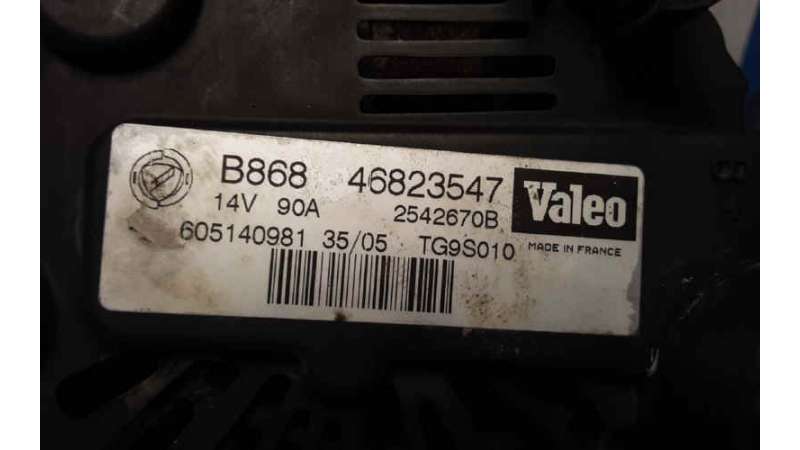 B868 46823547 Valeo
14V 90A 2542670B
605140981 35/05 TG9S010 MADE IN FRANCE